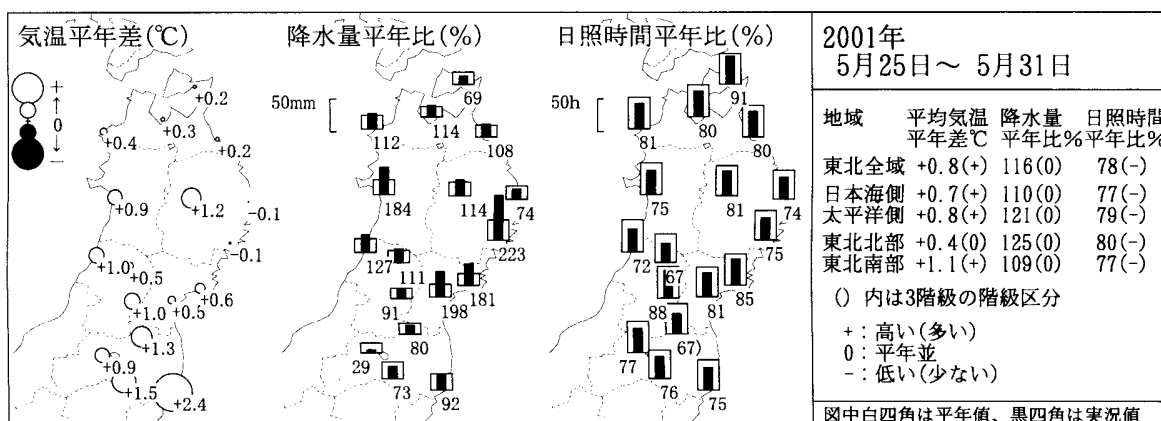 気温平年差(℃)
+
↑
0
↓
-
+0.2
+0.3
+0.4
+0.2
+0.9
+1.2
-0.1
-0.1
+1.0
+0.5
+0.6
+1.0
+0.5
+1.3
+0.9
+1.5
+2.4
降水量平年比(%)
50mm
69
112
114
108
184
114
74
223
127
111
181
91
198
80
29
73
92
日照時間平年比(%)
50h
91
81
80
80
75
81
74
75
72
67
85
88
81
67)
77
76
75
2001年
5月25日～ 5月31日
地域 平均気温 降水量 日照時間
平年差℃ 平年比% 平年比%
東北全域 +0.8(+) 116(0) 78(-)
日本海側 +0.7(+) 110(0) 77(-)
太平洋側 +0.8(+) 121(0) 79(-)
東北北部 +0.4(0) 125(0) 80(-)
東北南部 +1.1(+) 109(0) 77(-)
() 内は3階級の階級区分
+：高い(多い)
0：平年並
-：低い(少ない)
図中白四角は平年値、黒四角は実況値